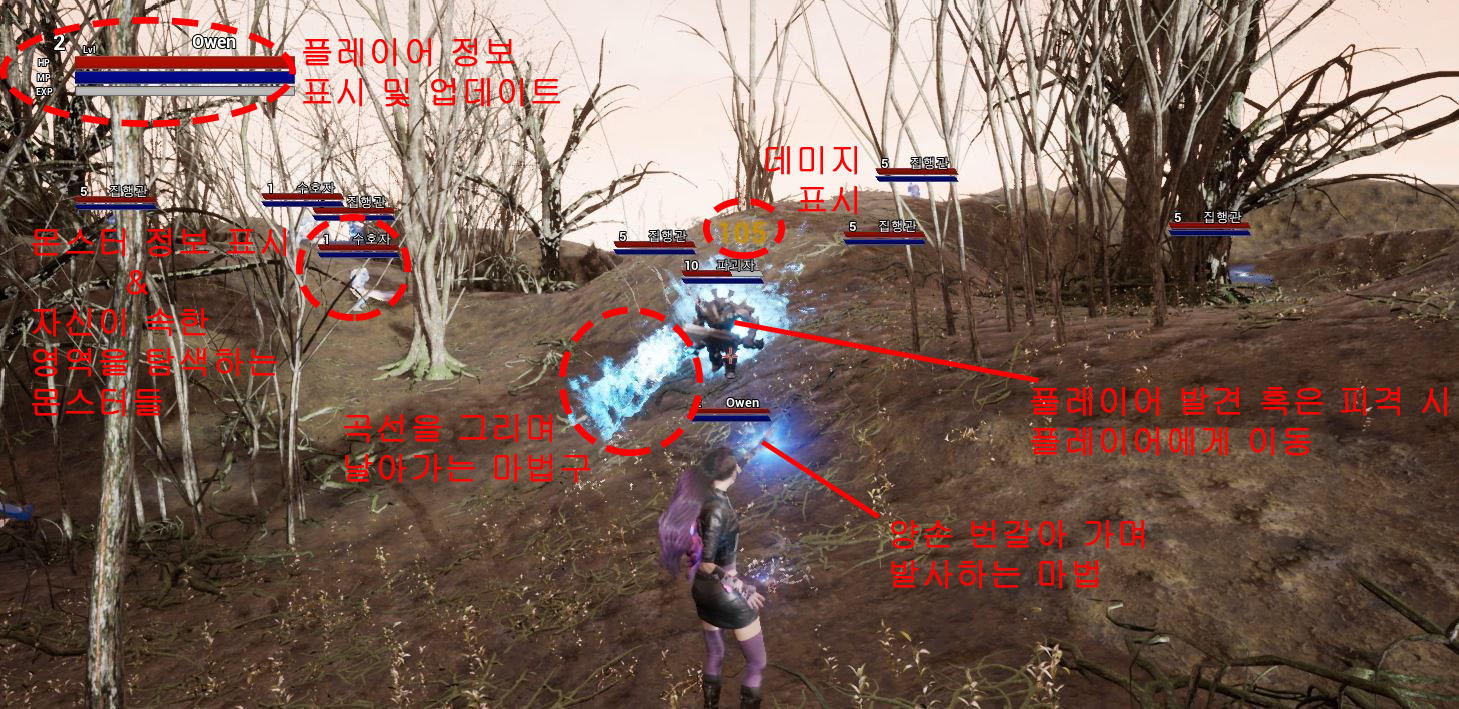 2 Owen
Lvl
HP
MP
EXP
플레이어 정보
표시 및 업데이트
데미지
표시
5 집행관
5 집행관
1 수호자
집행관
1 수호자
5 집행관
5 집행관
5 집행관
105
10 파괴자
몬스터 정보 표시
&
자신이 속한
영역을 탐색하는
몬스터들
플레이어 발견 혹은 피격 시
플레이어에게 이동
Owen
곡선을 그리며
날아가는 마법구
양손 번갈아 가며
발사하는 마법